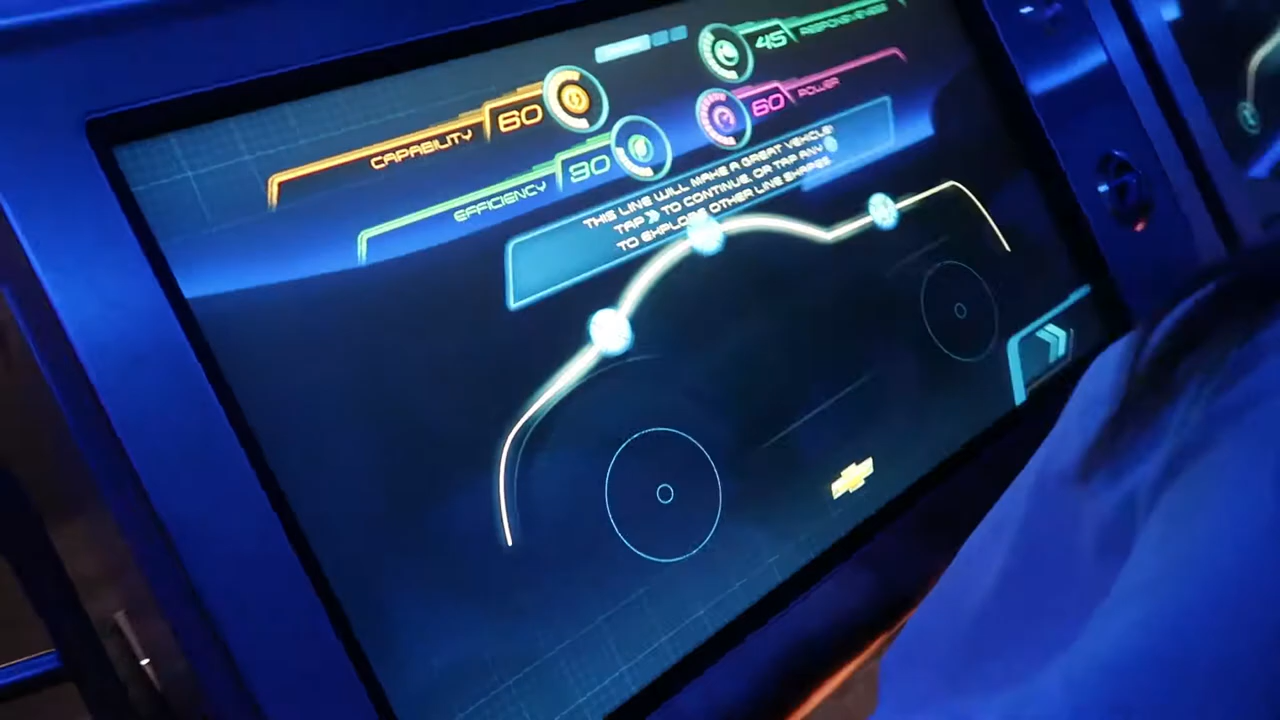 CAPABILITY 60
45 RESPONSIVENESS
EFFICIENCY 90
60 POWER
THIS LINE WILL MAKE A GREAT VEHICLE!
TAP TO CONTINUE, OR TAP ANY
TO EXPLORE OTHER LINE SHAPES